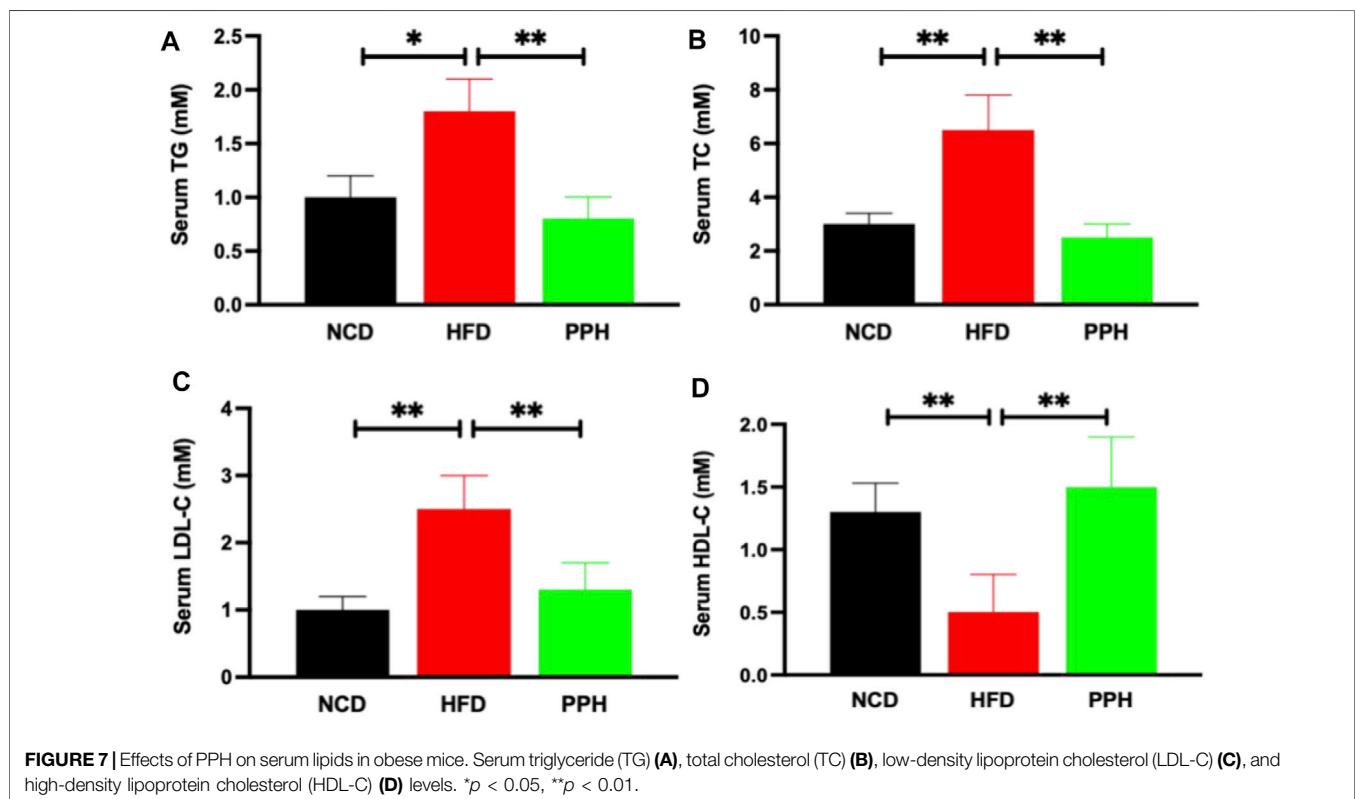 A
2.5
2.0
1.5
1.0
0.5
0.0
Serum TG (mM)
* **
NCD HFD PPH
B
10
8
6
4
2
0
Serum TC (mM)
** **
NCD HFD PPH
C
4
3
2
1
0
Serum LDL-C (mM)
** **
NCD HFD PPH
D
2.0
1.5
1.0
0.5
0.0
Serum HDL-C (mM)
** **
NCD HFD PPH
FIGURE 7 | Effects of PPH on serum lipids in obese mice. Serum triglyceride (TG) (A), total cholesterol (TC) (B), low-density lipoprotein cholesterol (LDL-C) (C), and
high-density lipoprotein cholesterol (HDL-C) (D) levels. *p < 0.05, **p < 0.01.